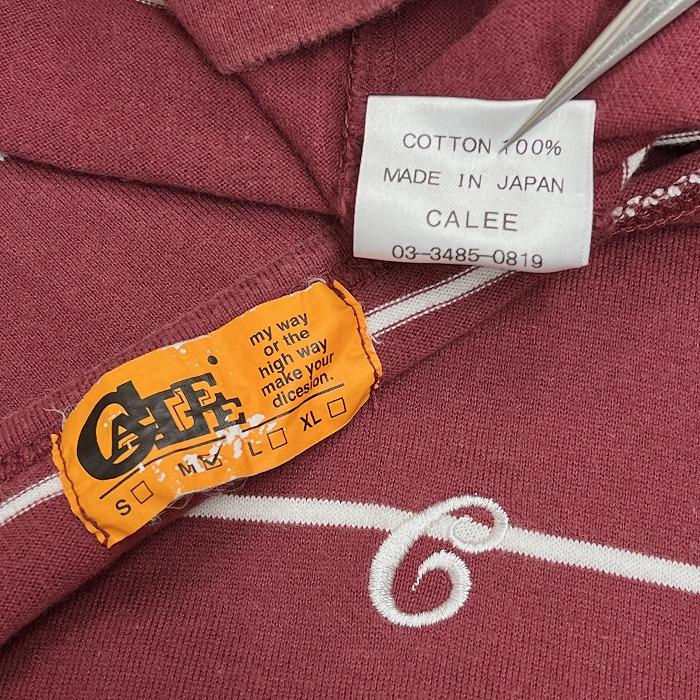 COTTON 100%
MADE IN JAPAN
CALEE
03-3485-0819
my way
or the
high way
make your
dicesion.
CALEE
S M L XL
C